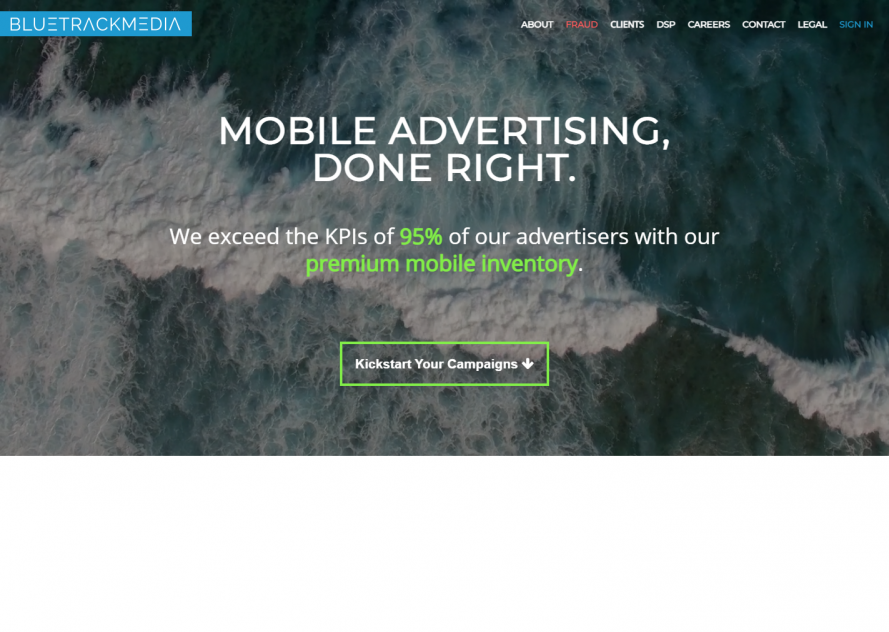 BLUETRACKMEDIA
ABOUT FRAUD CLIENTS DSP CAREERS CONTACT LEGAL SIGN IN
MOBILE ADVERTISING,
DONE RIGHT.
We exceed the KPIs of 95% of our advertisers with our
premium mobile inventory.
Kickstart Your Campaigns